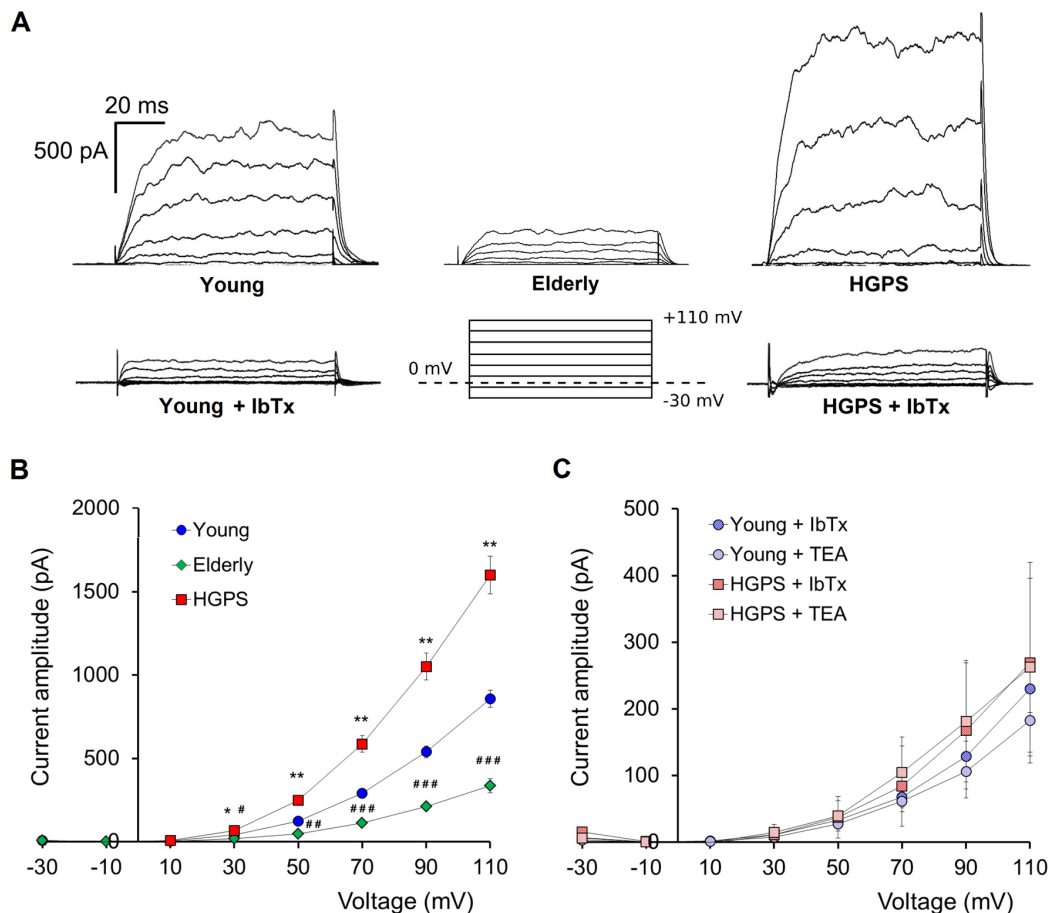 A
20 ms
500 pA
Young
Elderly
HGPS
+110 mV
0 mV
-30 mV
Young + IbTx
HGPS + IbTx
B
Current amplitude (pA)
2000
1500
1000
500
0
Young
Elderly
HGPS
* #
** ##
** ###
** ###
** ###
-30 -10 10 30 50 70 90 110
Voltage (mV)
C
Current amplitude (pA)
500
400
300
200
100
0
Young + IbTx
Young + TEA
HGPS + IbTx
HGPS + TEA
-30 -10 10 30 50 70 90 110
Voltage (mV)